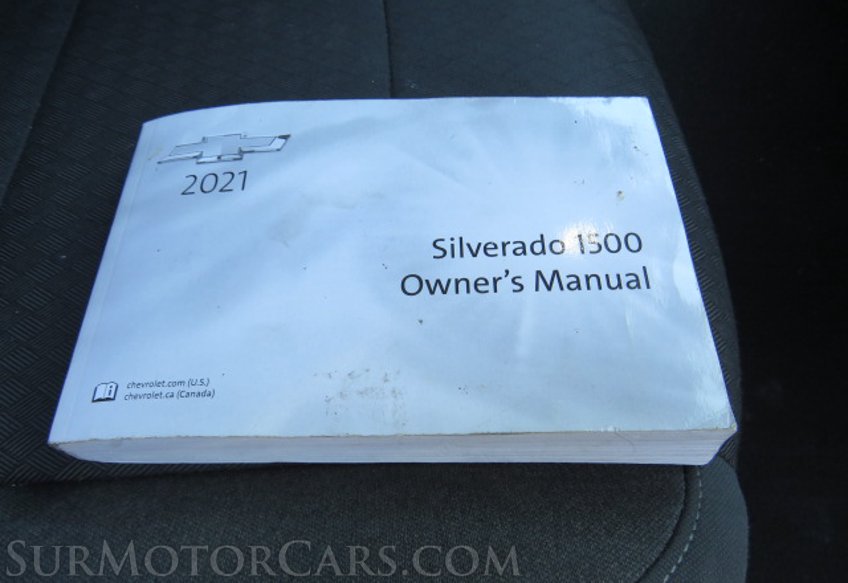 2021
Silverado 1500
Owner's Manual
chevrolet.com (U.S.)
chevrolet.ca (Canada)
SurMotorCars.com